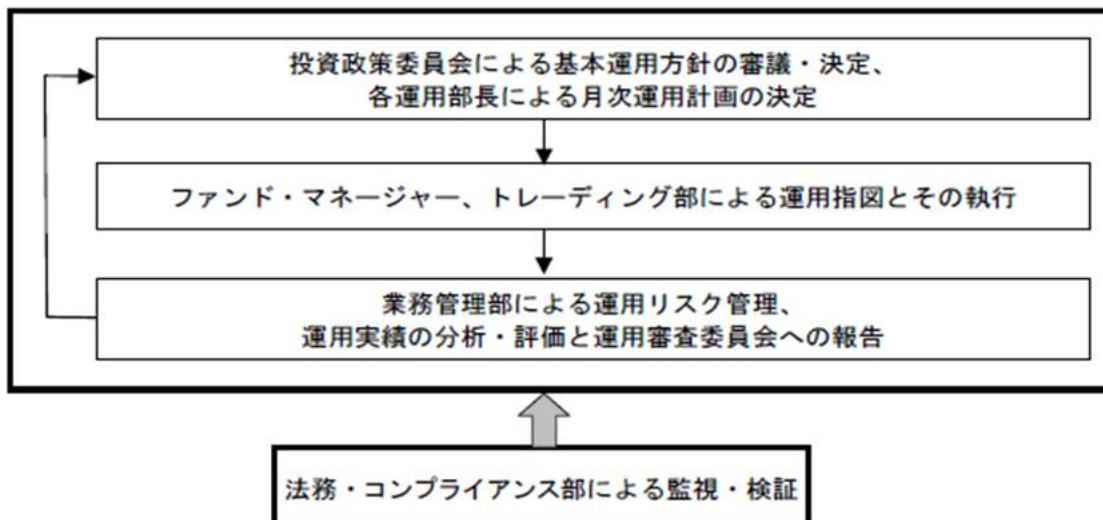 投資政策委員会による基本運用方針の審議・決定、
各運用部長による月次運用計画の決定
ファンド・マネージャー、トレーディング部による運用指図とその執行
業務管理部による運用リスク管理、
運用実績の分析・評価と運用審査委員会への報告
法務・コンプライアンス部による監視・検証